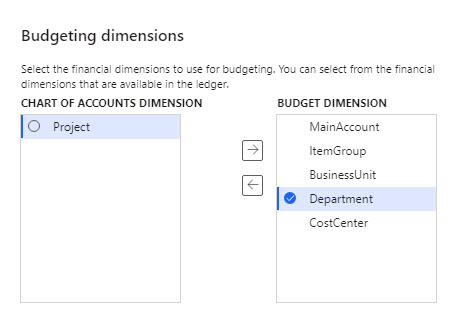 Budgeting dimensions
Select the financial dimensions to use for budgeting. You can select from the financial
dimensions that are available in the ledger.
CHART OF ACCOUNTS DIMENSION
Project
BUDGET DIMENSION
MainAccount
ItemGroup
BusinessUnit
Department
CostCenter